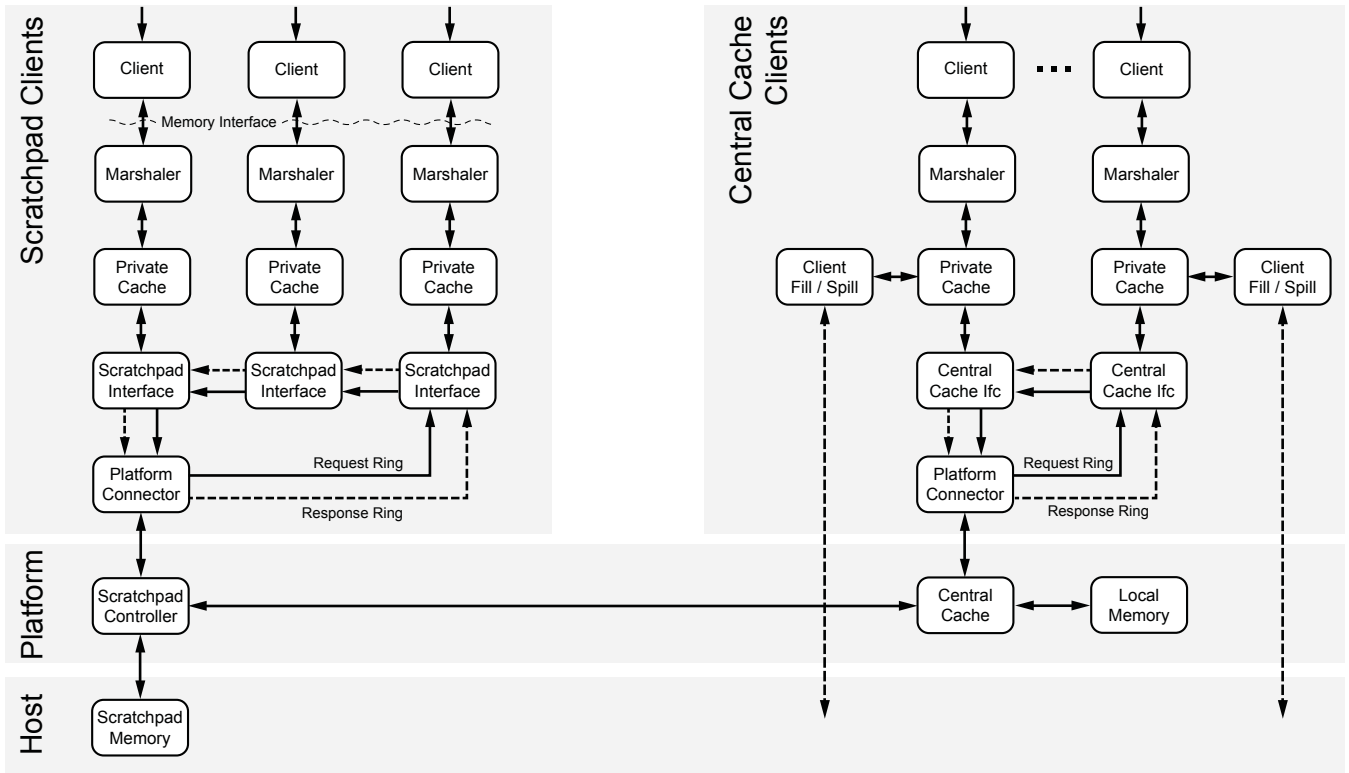 Scratchpad Clients
Client
Client
Client
Memory Interface
Marshaler
Marshaler
Marshaler
Private
Cache
Private
Cache
Private
Cache
Scratchpad
Interface
Scratchpad
Interface
Scratchpad
Interface
Platform
Connector
Request Ring
Response Ring
Central Cache
Clients
Client
Client
Marshaler
Marshaler
Client
Fill / Spill
Private
Cache
Private
Cache
Client
Fill / Spill
Central
Cache Ifc
Central
Cache Ifc
Platform
Connector
Request Ring
Response Ring
Platform
Scratchpad
Controller
Central
Cache
Local
Memory
Host
Scratchpad
Memory